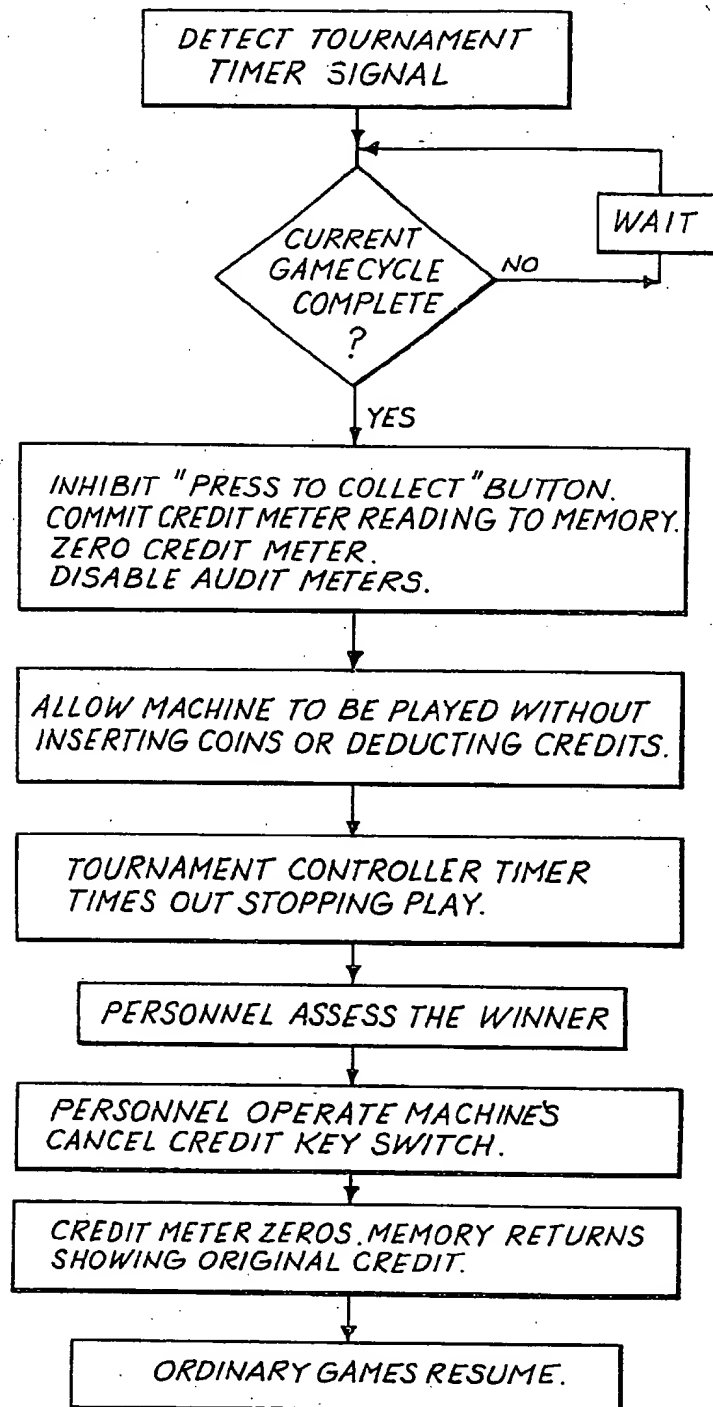 DETECT TOURNAMENT
TIMER SIGNAL
WAIT
CURRENT
GAME CYCLE
COMPLETE
?
NO
YES
INHIBIT "PRESS TO COLLECT" BUTTON.
COMMIT CREDIT METER READING TO MEMORY.
ZERO CREDIT METER.
DISABLE AUDIT METERS.
ALLOW MACHINE TO BE PLAYED WITHOUT
INSERTING COINS OR DEDUCTING CREDITS.
TOURNAMENT CONTROLLER TIMER
TIMES OUT STOPPING PLAY.
PERSONNEL ASSESS THE WINNER
PERSONNEL OPERATE MACHINE'S
CANCEL CREDIT KEY SWITCH.
CREDIT METER ZEROS. MEMORY RETURNS
SHOWING ORIGINAL CREDIT.
ORDINARY GAMES RESUME.